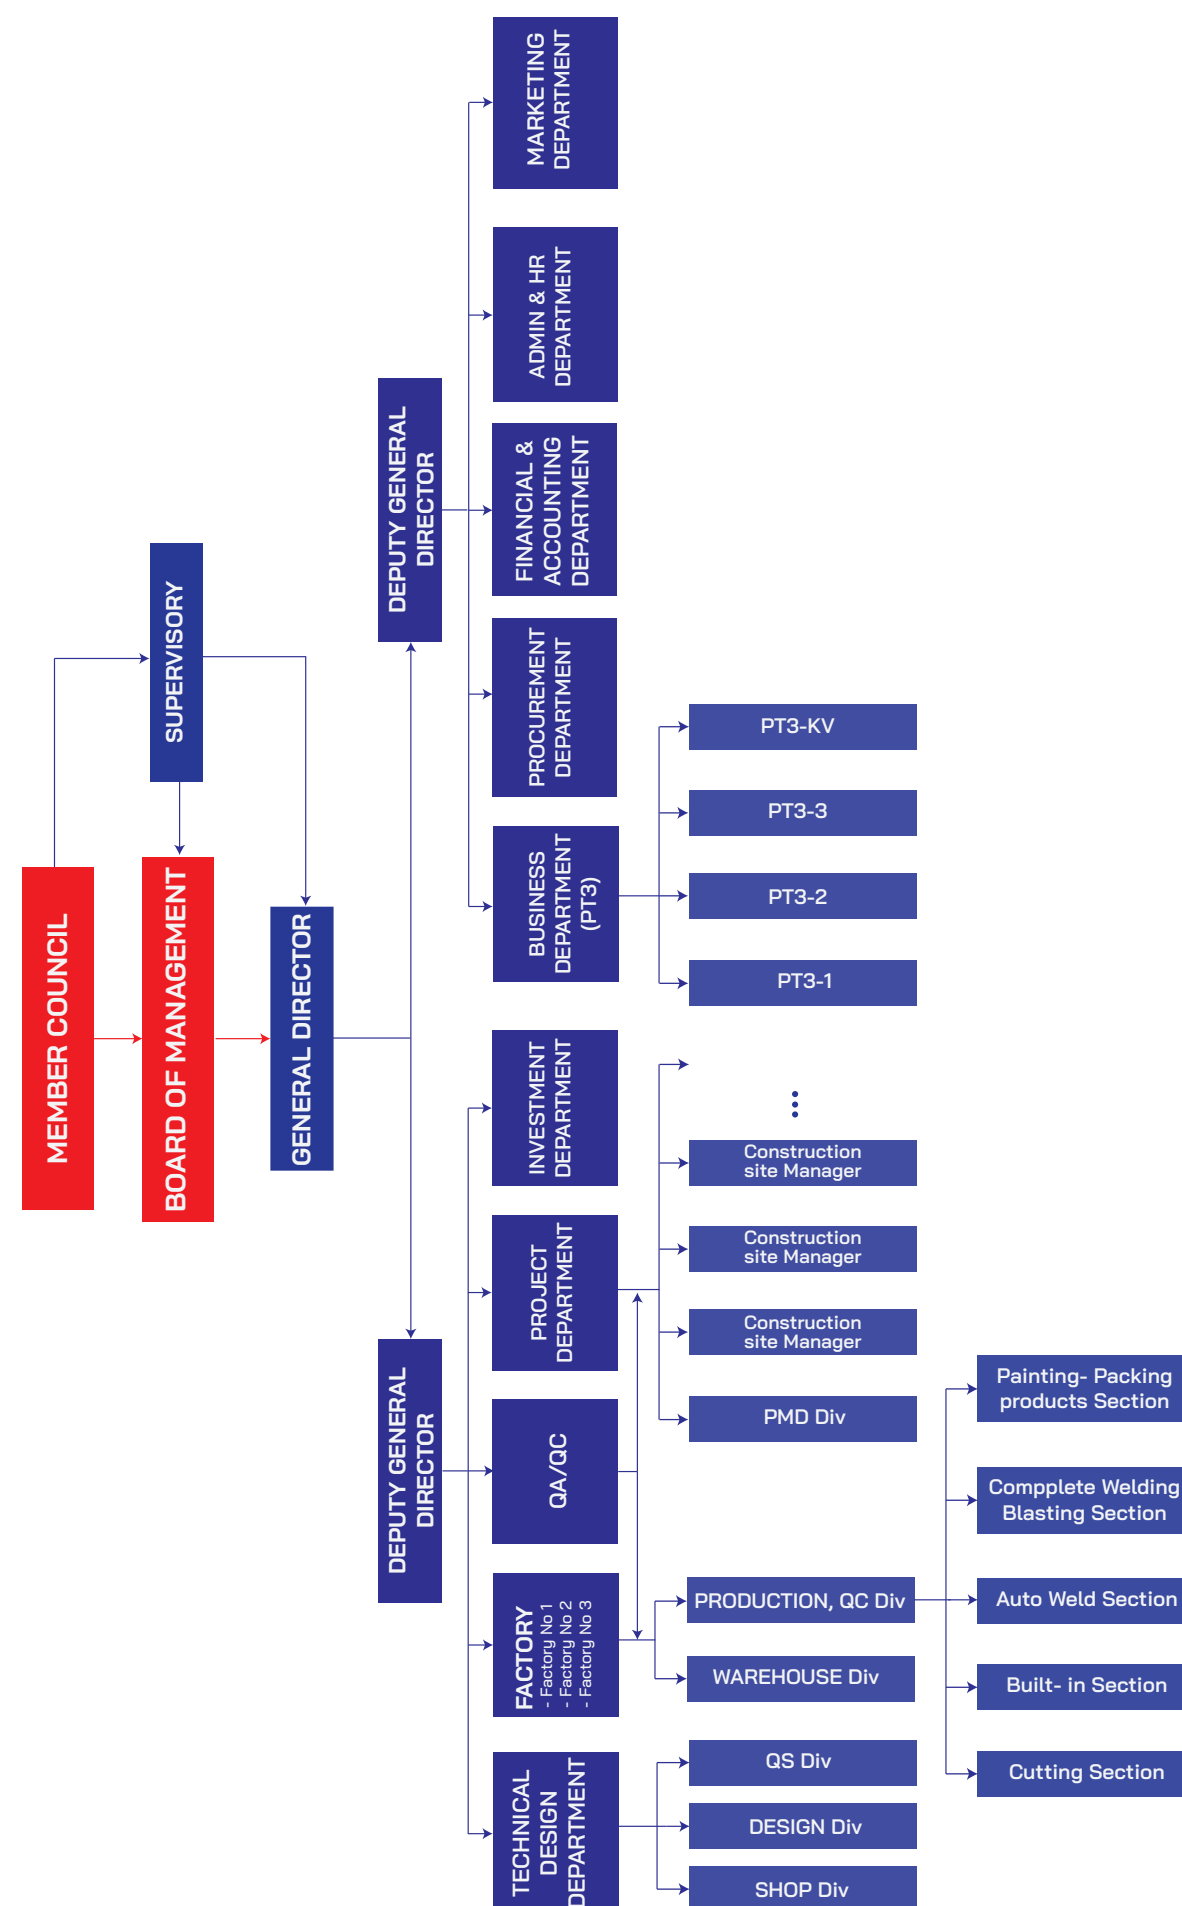 MEMBER COUNCIL
SUPERVISORY
BOARD OF MANAGEMENT
GENERAL DIRECTOR
DEPUTY GENERAL
DIRECTOR
MARKETING
DEPARTMENT
ADMIN & HR
DEPARTMENT
FINANCIAL &
ACCOUNTING
DEPARTMENT
PROCUREMENT
DEPARTMENT
BUSINESS
DEPARTMENT
(PT3)
PT3-KV
PT3-3
PT3-2
PT3-1
DEPUTY GENERAL
DIRECTOR
INVESTMENT
DEPARTMENT
PROJECT
DEPARTMENT
Construction
site Manager
Construction
site Manager
Construction
site Manager
PMD Div
QA/QC
FACTORY
- Factory No 1
- Factory No 2
- Factory No 3
PRODUCTION, QC Div
WAREHOUSE Div
Painting- Packing
products Section
Compplete Welding
Blasting Section
Auto Weld Section
Built- in Section
Cutting Section
TECHNICAL
DESIGN
DEPARTMENT
QS Div
DESIGN Div
SHOP Div